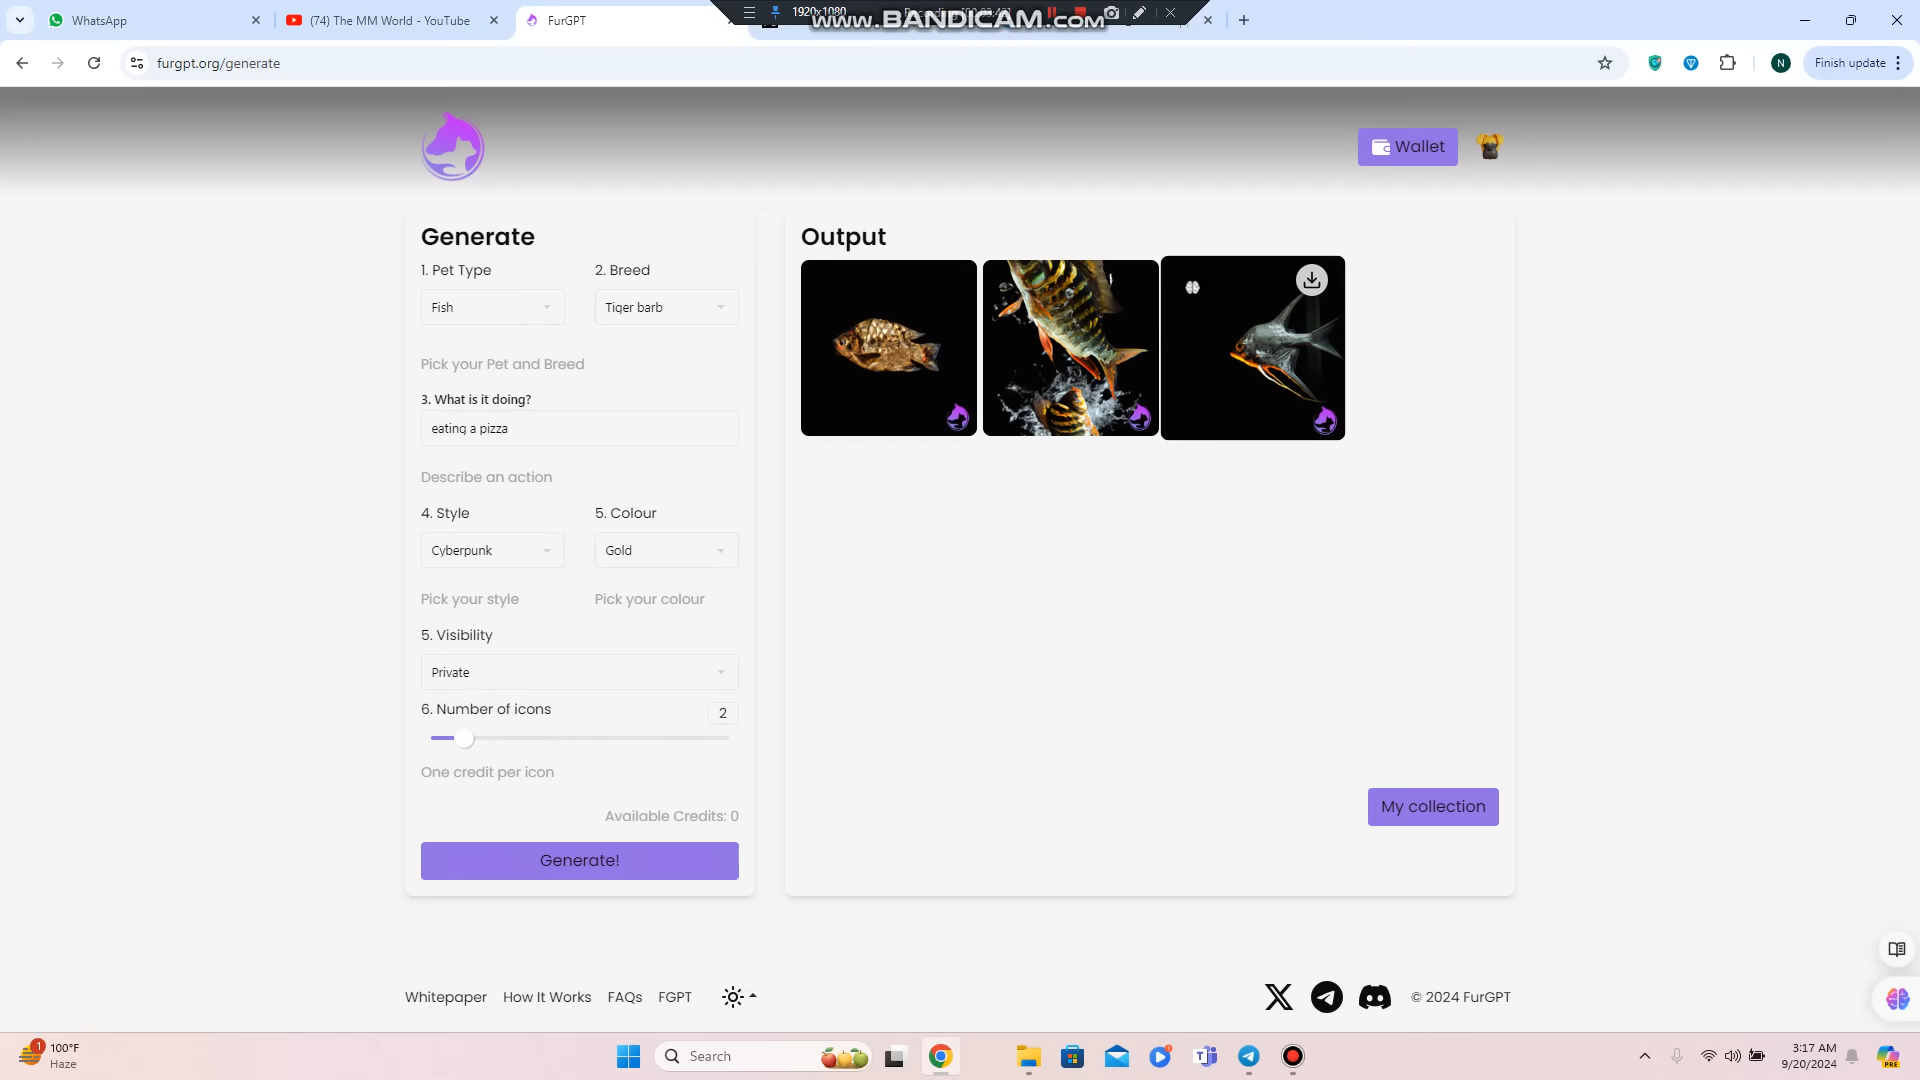 WhatsApp
(74) The MM World - YouTube
FurGPT
1920x1080
www.BANDICAM.com
furgpt.org/generate
N
Finish update
Wallet
Generate
1. Pet Type
2. Breed
Fish
Tiger barb
Pick your Pet and Breed
3. What is it doing?
eating a pizza
Describe an action
4. Style
5. Colour
Cyberpunk
Gold
Pick your style
Pick your colour
5. Visibility
Private
6. Number of icons
2
One credit per icon
Available Credits: 0
Generate!
Output
My collection
Whitepaper
How It Works
FAQs
FGPT
© 2024 FurGPT
1
100°F
Haze
Search
3:17 AM
9/20/2024
PRE